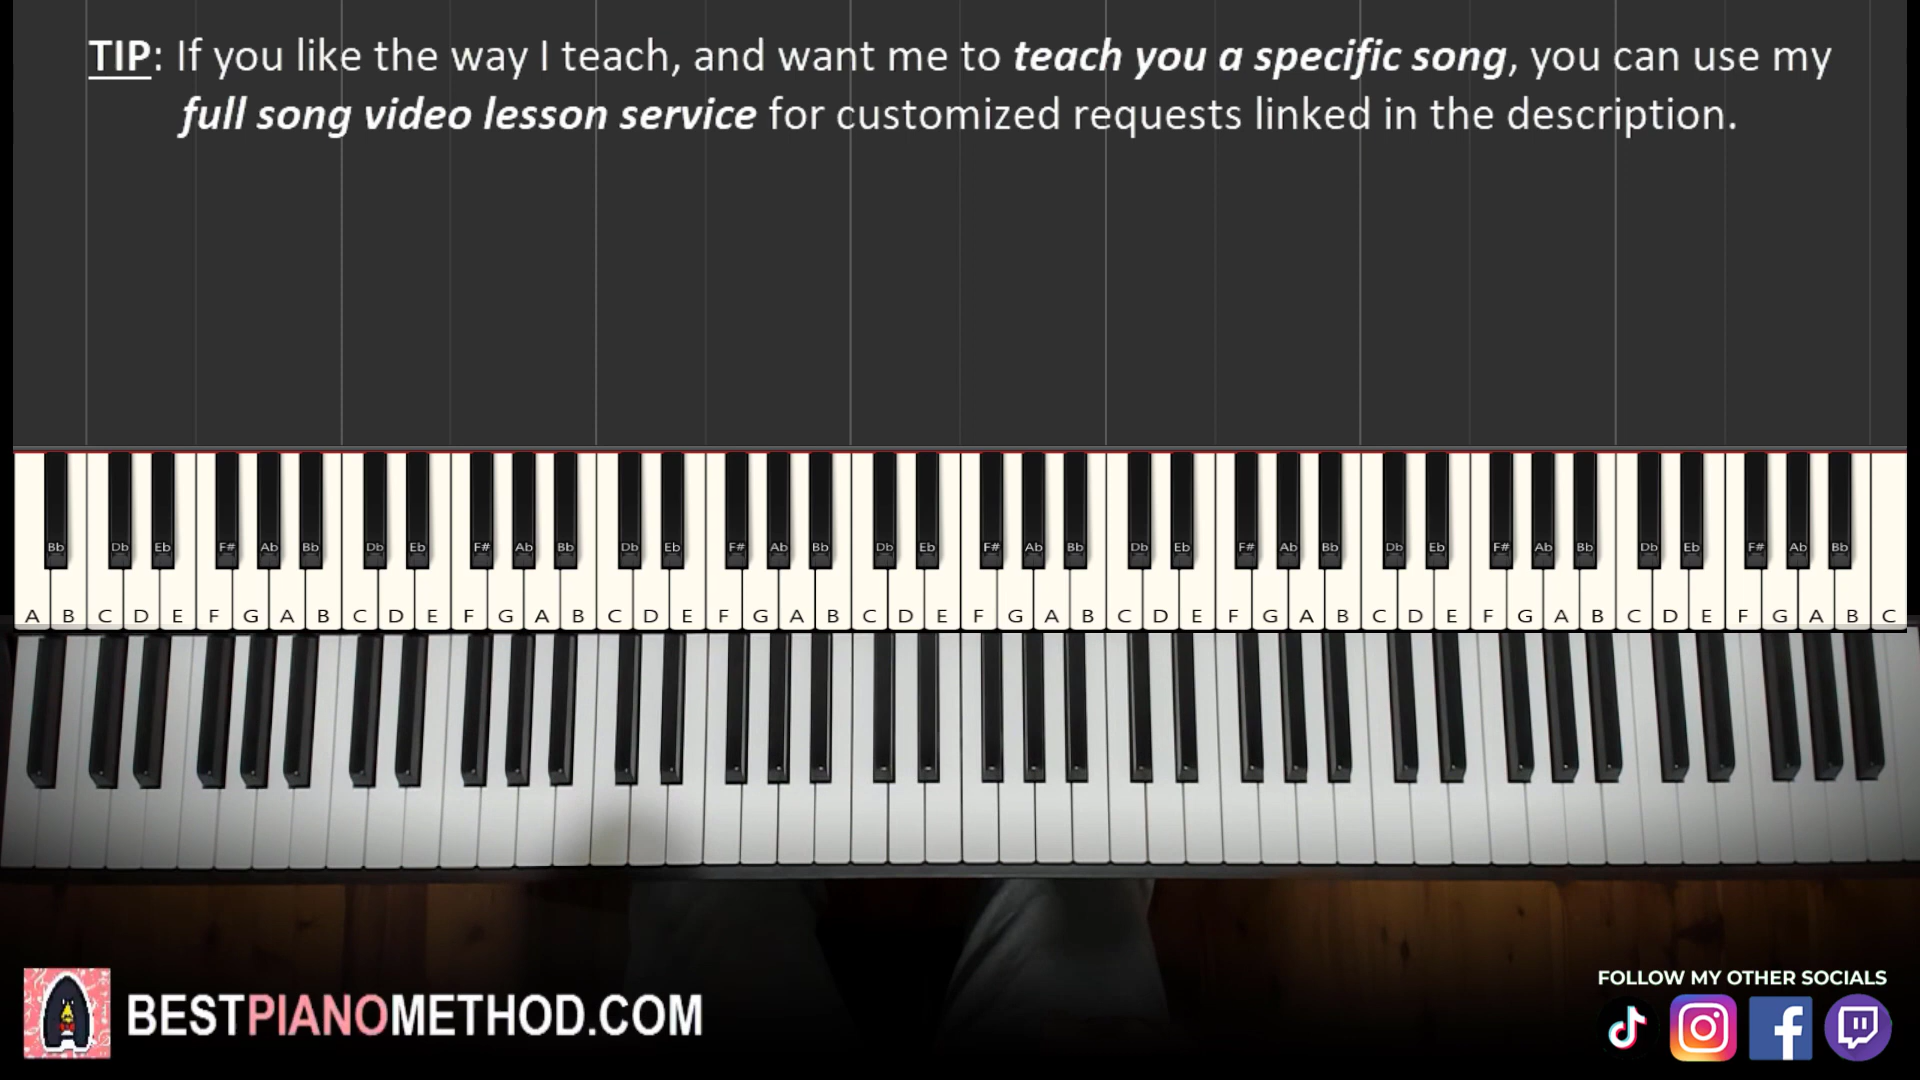 TIP: If you like the way I teach, and want me to teach you a specific song, you can use my
full song video lesson service for customized requests linked in the description.
Bb Db Eb F# Ab Bb Db Eb F# Ab Bb Db Eb F# Ab Bb Db Eb F# Ab Bb Db Eb F# Ab Bb Db Eb F# Ab Bb Db Eb F# Ab Bb
A B C D E F G A B C D E F G A B C D E F G A B C D E F G A B C D E F G A B C D E F G A B C D E F G A B C
BESTPIANOMETHOD.COM
FOLLOW MY OTHER SOCIALS